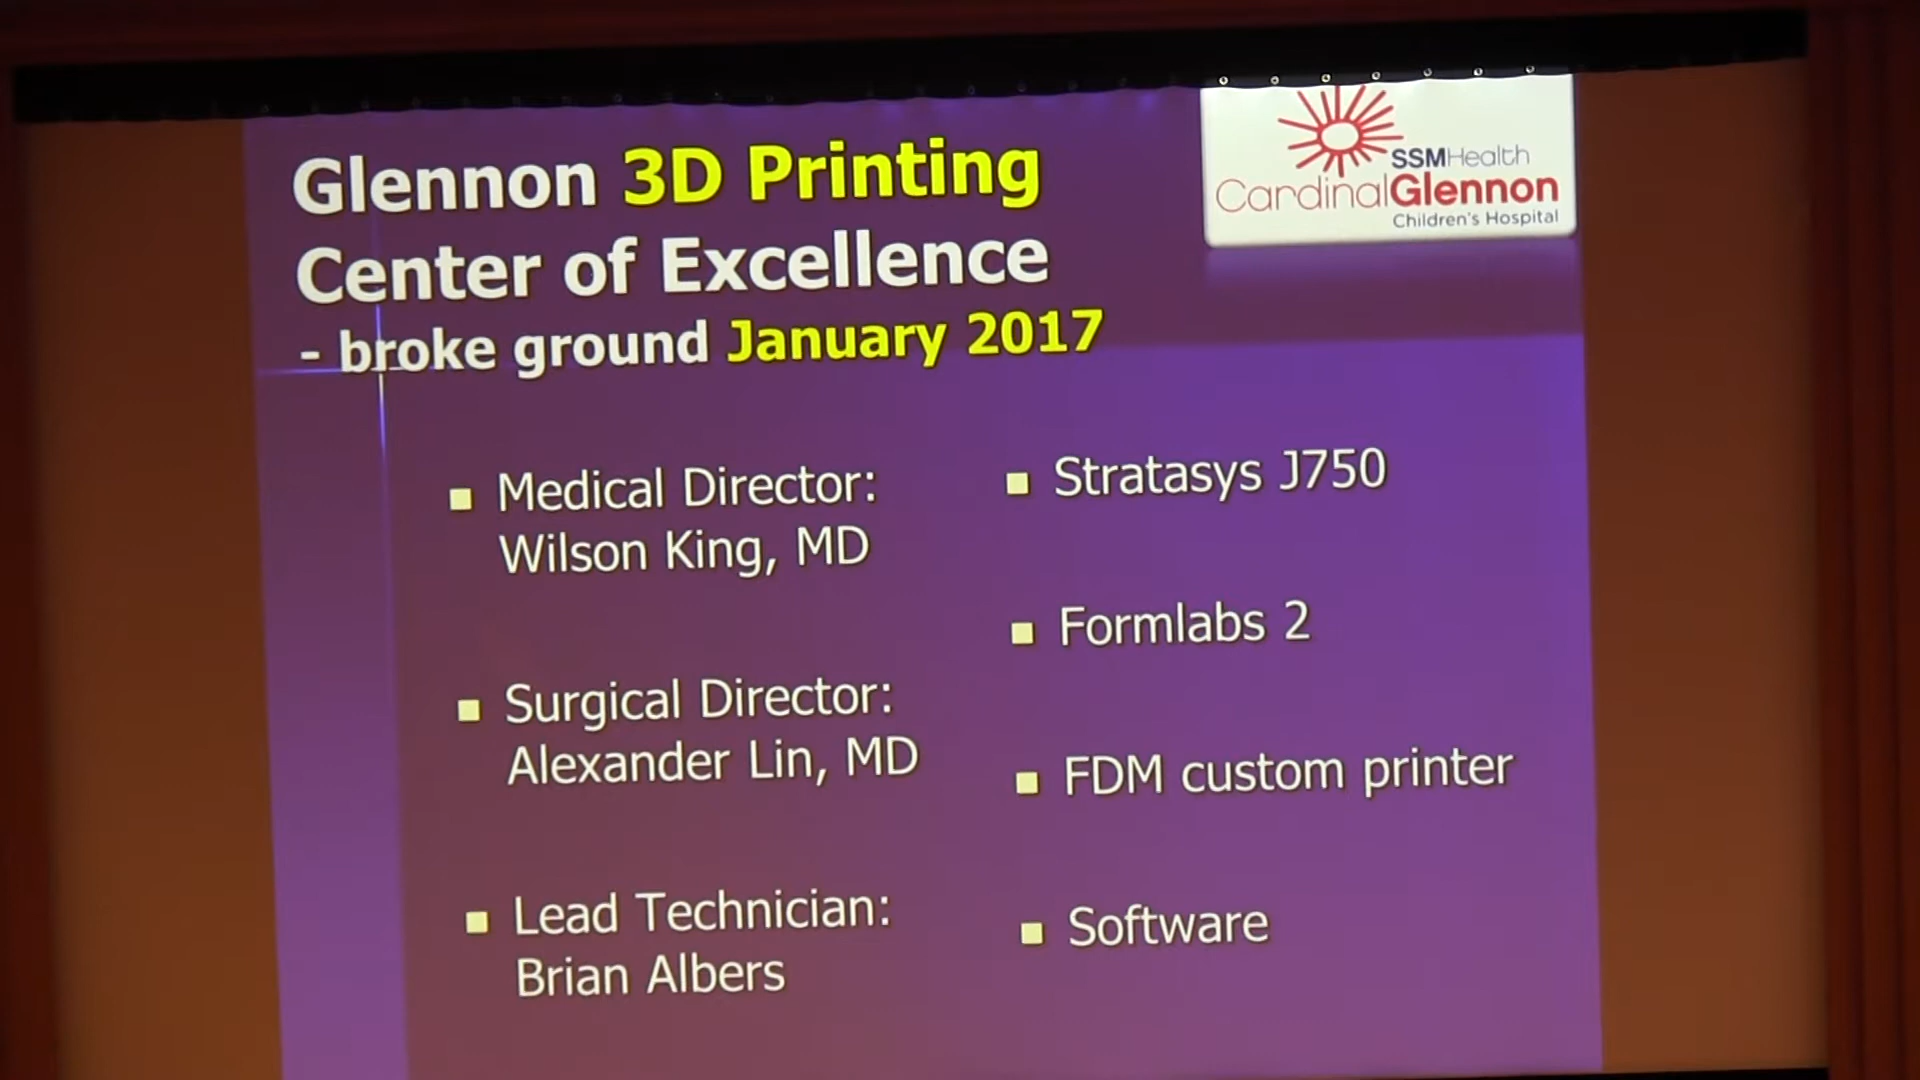 Glennon 3D Printing
Center of Excellence
- broke ground January 2017
SSMHealth
CardinalGlennon
Children's Hospital
Medical Director:
Wilson King, MD
Surgical Director:
Alexander Lin, MD
Lead Technician:
Brian Albers
Stratasys J750
Formlabs 2
FDM custom printer
Software